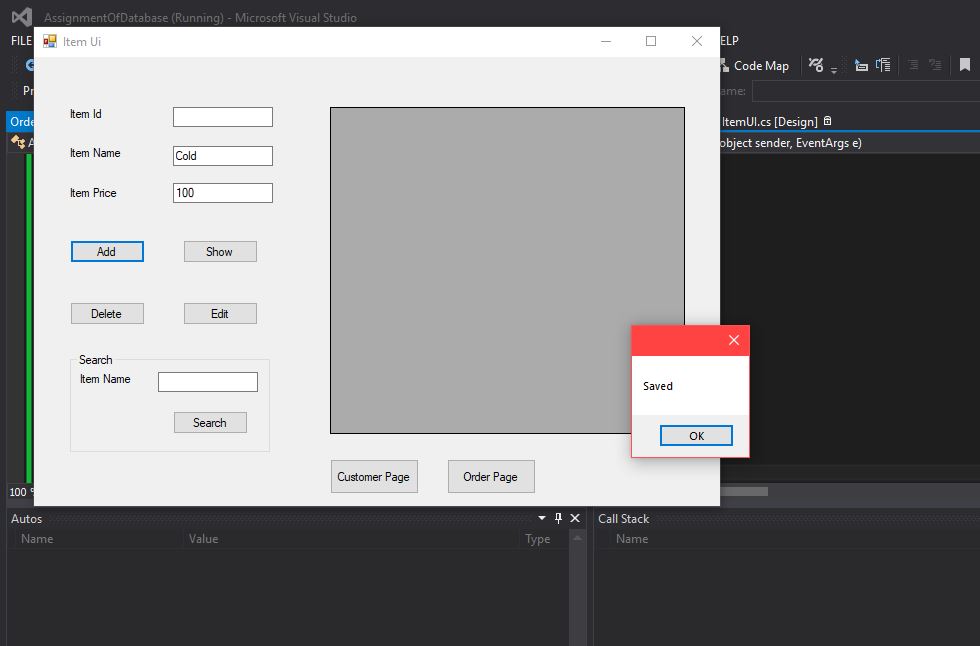 AssignmentOfDatabase (Running) - Microsoft Visual Studio
FILE
ELP
Item Ui
Code Map
ame:
ItemUI.cs [Design]
object sender, EventArgs e)
Item Id
Item Name Cold
Item Price 100
Add Show
Delete Edit
Search
Item Name
Search
Saved
OK
Customer Page Order Page
100 %
Autos
Name Value Type
Call Stack
Name